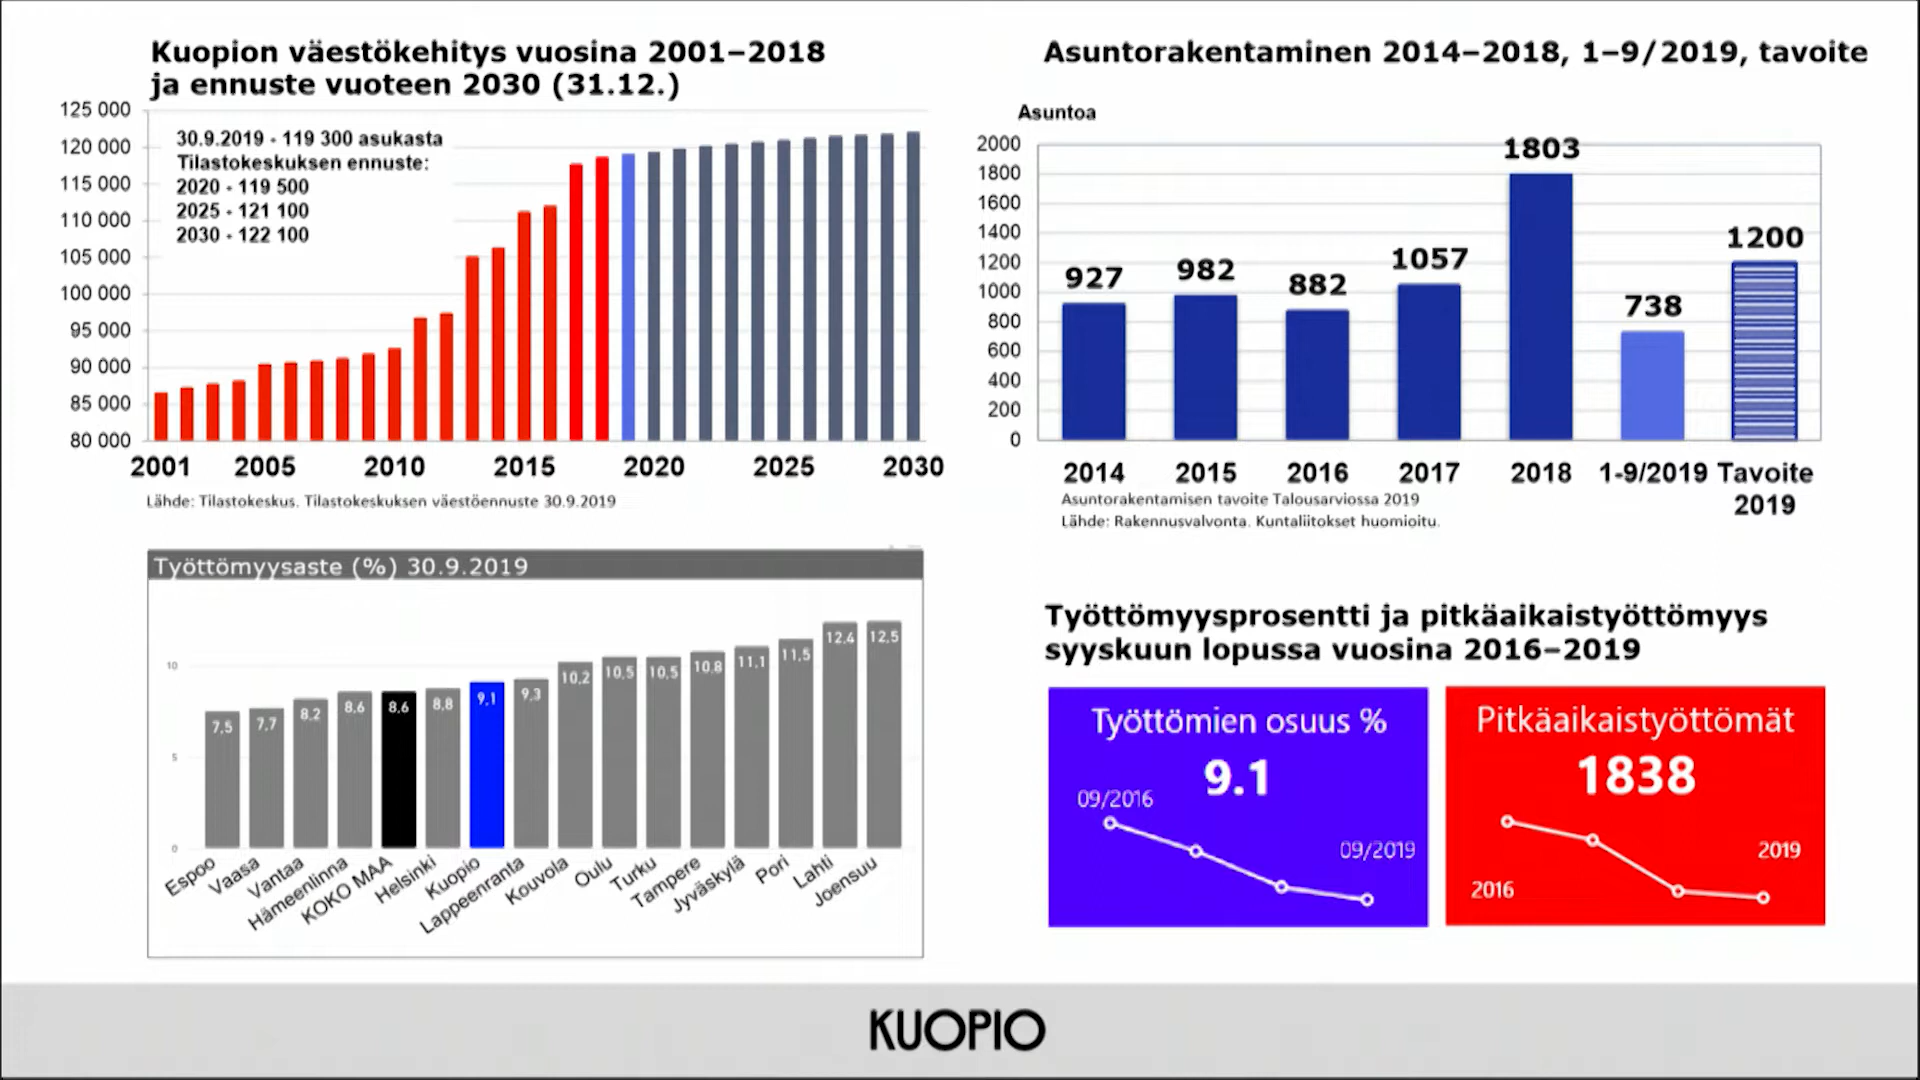 Kuopion väestökehitys vuosina 2001–2018
ja ennuste vuoteen 2030 (31.12.)
125 000
120 000
115 000
110 000
105 000
100 000
95 000
90 000
85 000
80 000
30.9.2019 - 119 300 asukasta
Tilastokeskuksen ennuste:
2020 - 119 500
2025 - 121 100
2030 - 122 100
2001 2005 2010 2015 2020 2025 2030
Lähde: Tilastokeskus. Tilastokeskuksen väestöennuste 30.9.2019
Asuntorakentaminen 2014–2018, 1–9/2019, tavoite
Asuntoa
2000
1800
1600
1400
1200
1000
800
600
400
200
0
927 982 882 1057 1803 738 1200
2014 2015 2016 2017 2018 1-9/2019 Tavoite
2019
Asuntorakentamisen tavoite Talousarviossa 2019
Lähde: Rakennusvalvonta. Kuntaliitokset huomioitu.
Työttömyysaste (%) 30.9.2019
10
5
0
7,5 7,7 8,2 8,6 8,6 8,8 9,1 9,3 10,2 10,5 10,5 10,8 11,1 11,5 12,4 12,5
Espoo Vaasa Vantaa Hämeenlinna KOKO MAA Helsinki Kuopio Lappeenranta Kouvola Oulu Turku Tampere Jyväskylä Pori Lahti Joensuu
Työttömyysprosentti ja pitkäaikaistyöttömyys
syyskuun lopussa vuosina 2016–2019
Työttömien osuus %
9.1
09/2016
09/2019
Pitkäaikaistyöttömät
1838
2016
2019
KUOPIO